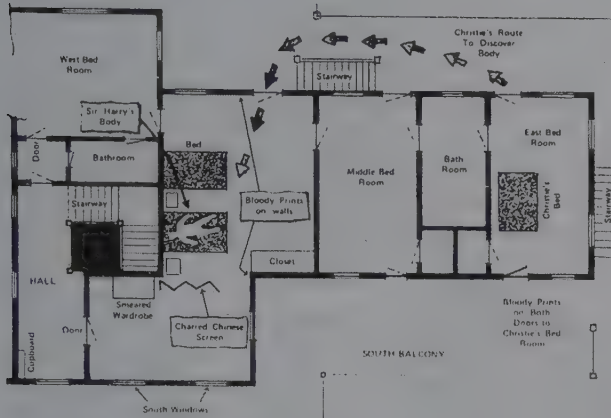 Christie's Route
To Discover
Body
West Bed
Room
Stairway
Sir Harry's
Body
Bed
East Bed
Room
Door
Bathroom
Middle Bed
Room
Bath
Room
Bloody Prints
on walls
Christie's
Bed
Stairway
Stairway
Closet
HALL
Smeared
Wardrobe
Bloody Prints
on Both
Doors to
Christie's Bed
Room
Door
Charred Chinese
Screen
Cupboard
SOUTH BALCONY
South Windows